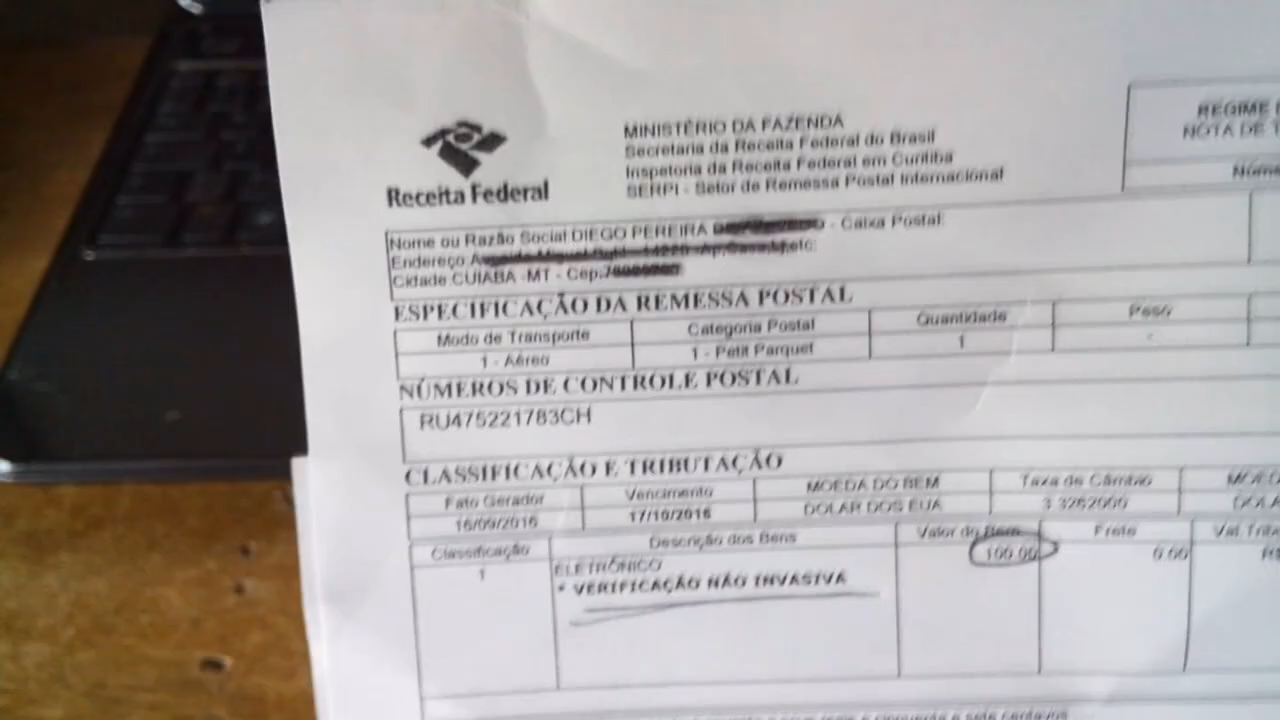 REGIME
NOTA DE
MINISTÉRIO DA FAZENDA
Secretaria da Receita Federal do Brasil
Inspetoria da Receita Federal em Curitiba
SERPI - Setor de Remessa Postal Internacional
Receita Federal
Nome ou Razão Social DIEGO PEREIRA - Caixa Postal:
Endereço
Cidade CUIABA -MT - Cep.
ESPECIFICAÇÃO DA REMESSA POSTAL
Modo de Transporte Categoria Postal Quantidade Peso
1 - Aéreo 1 - Petit Parquet 1 -
NÚMEROS DE CONTROLE POSTAL
RU475221783CH
CLASSIFICAÇÃO E TRIBUTAÇÃO
Fato Gerador Vencimento MOEDA DO BEM Taxa de Câmbio
16/09/2016 17/10/2016 DOLAR DOS EUA 3.3262000
Classificação Descrição dos Bens Valor do Bem Frete
1 ELETRÔNICO 100.00 0.00
* VERIFICAÇÃO NÃO INVASIVA